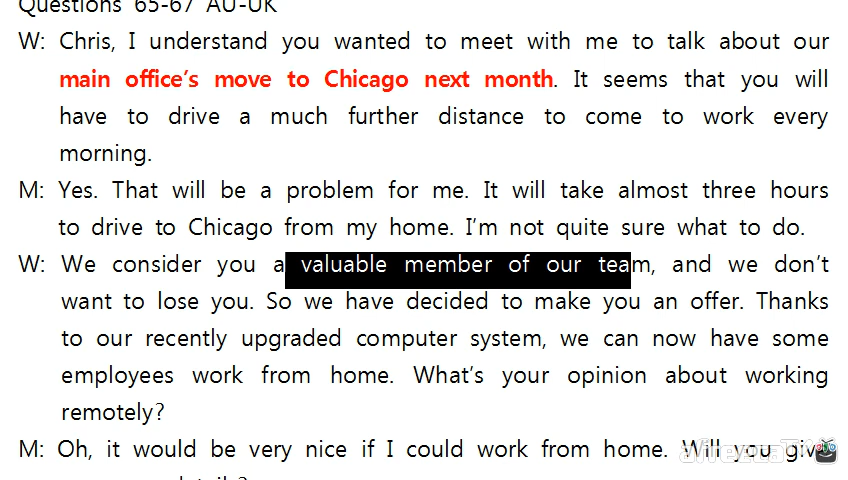 Questions 65-67 AU-UK
W: Chris, I understand you wanted to meet with me to talk about our
main office's move to Chicago next month. It seems that you will
have to drive a much further distance to come to work every
morning.
M: Yes. That will be a problem for me. It will take almost three hours
to drive to Chicago from my home. I'm not quite sure what to do.
W: We consider you a valuable member of our team, and we don't
want to lose you. So we have decided to make you an offer. Thanks
to our recently upgraded computer system, we can now have some
employees work from home. What's your opinion about working
remotely?
M: Oh, it would be very nice if I could work from home. Will you give
afreecaTV